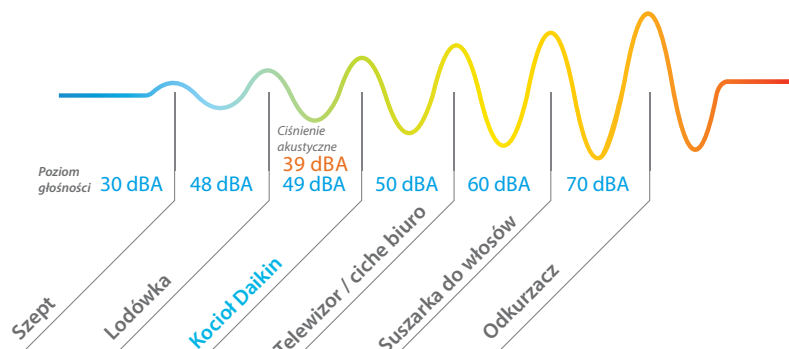 Ciśnienie
akustyczne
39 dBA
Poziom
głośności
30 dBA
48 dBA
49 dBA
50 dBA
60 dBA
70 dBA
Szept
Lodówka
Kocioł Daikin
Telewizor / ciche biuro
Suszarka do włosów
Odkurzacz